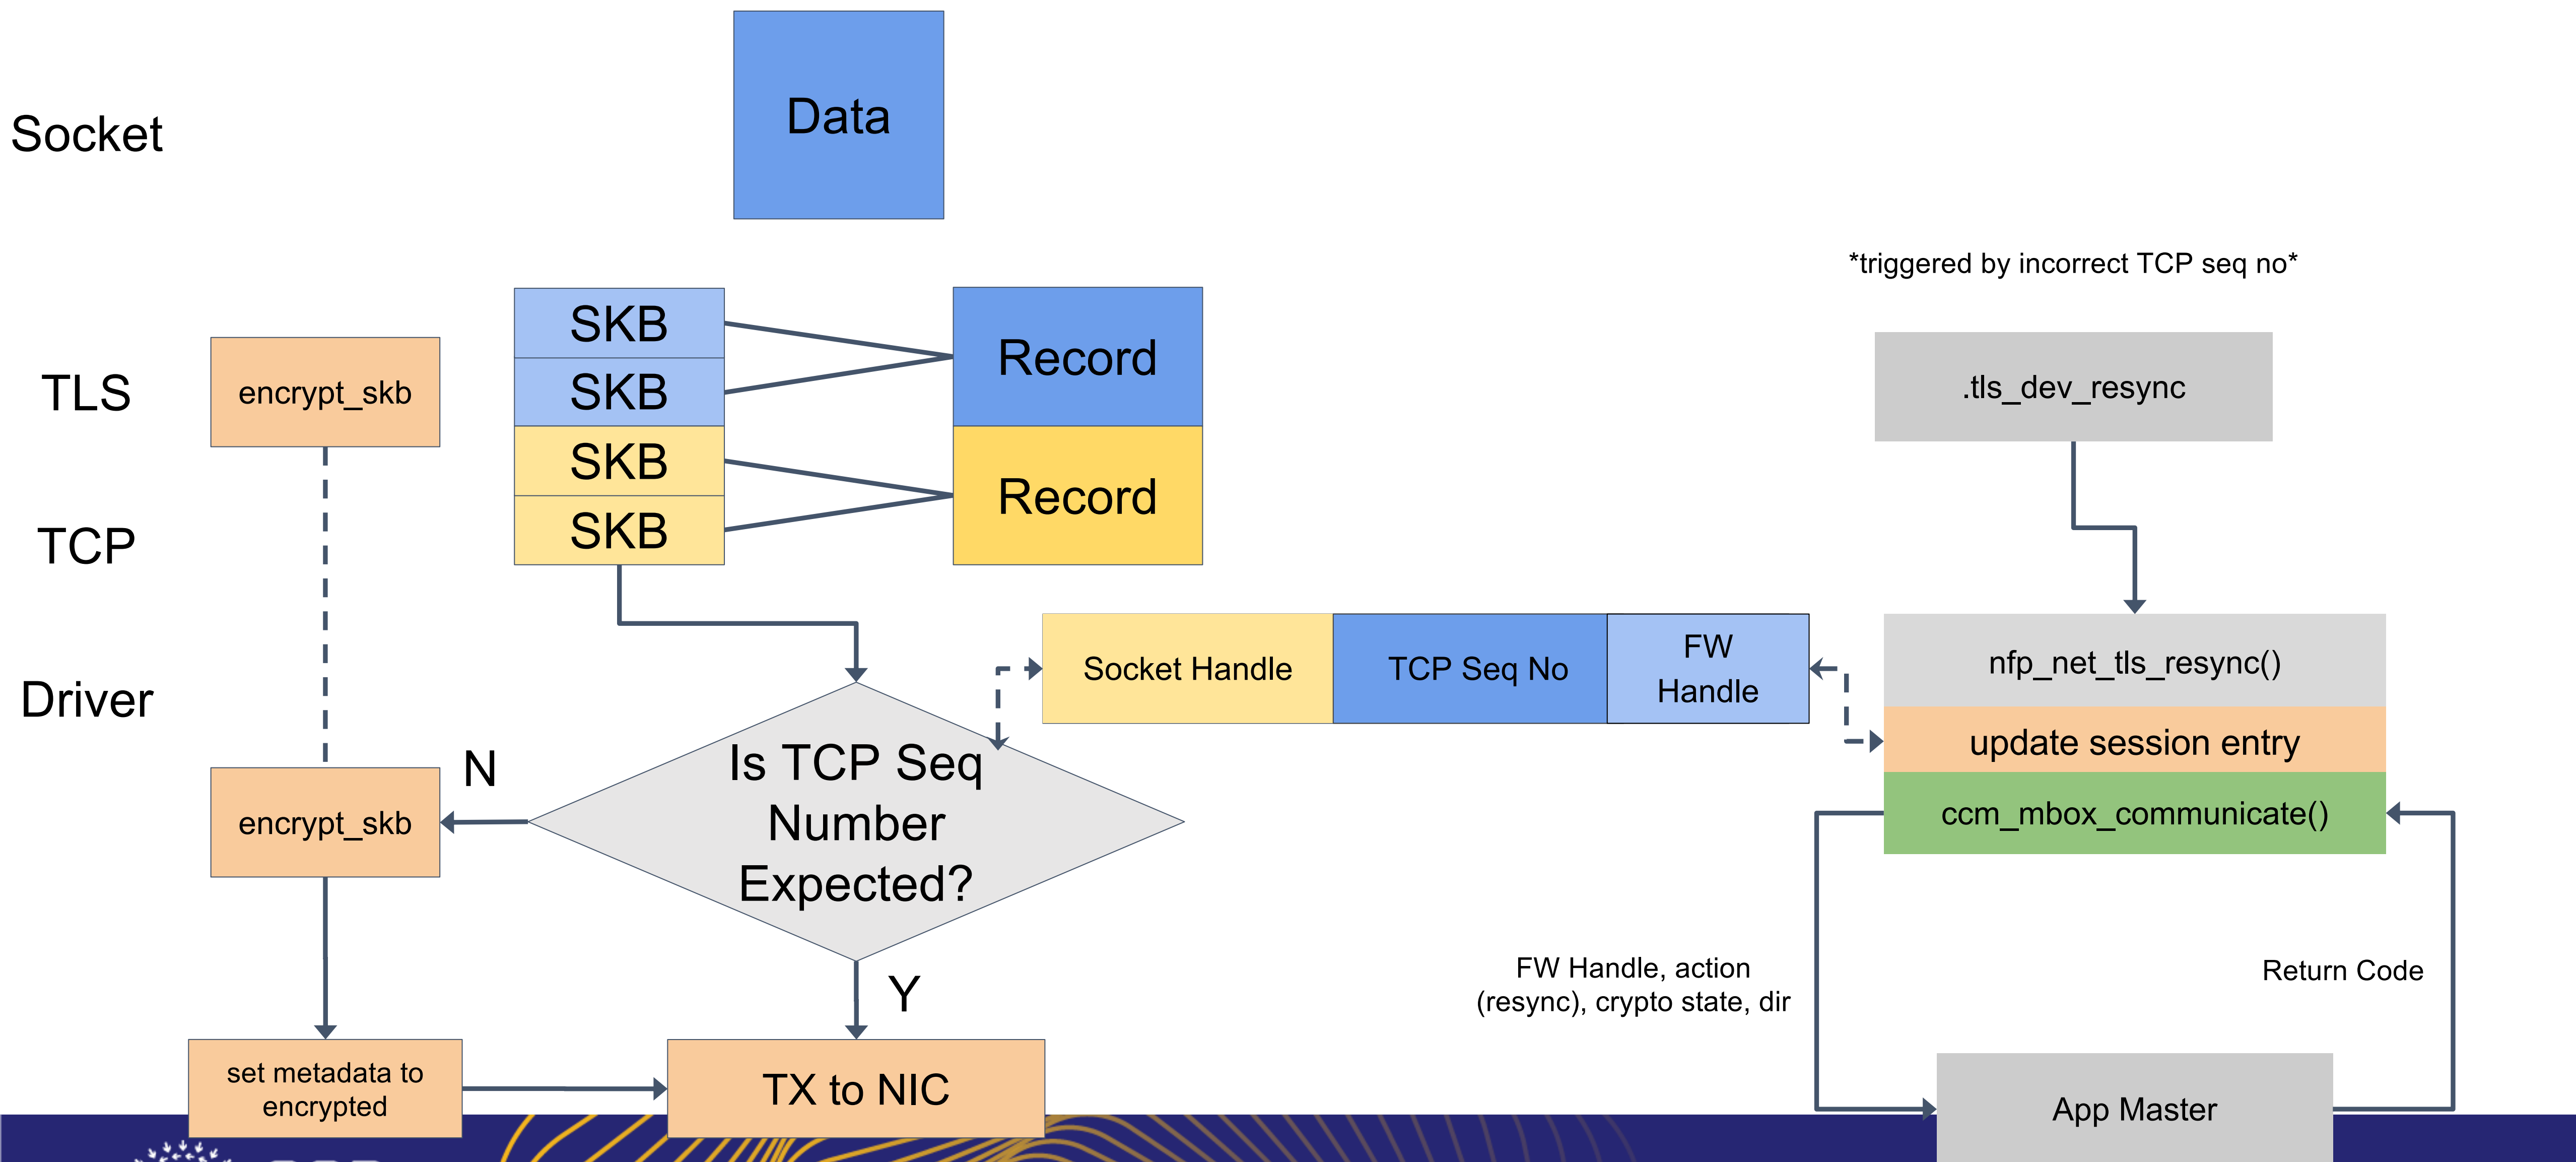 Socket
Data
*triggered by incorrect TCP seq no*
SKB
SKB
SKB
SKB
Record
Record
TLS
encrypt_skb
.tls_dev_resync
TCP
Driver
Socket Handle
TCP Seq No
FW
Handle
nfp_net_tls_resync()
update session entry
ccm_mbox_communicate()
N
encrypt_skb
Is TCP Seq
Number
Expected?
Y
FW Handle, action
(resync), crypto state, dir
Return Code
set metadata to
encrypted
TX to NIC
App Master